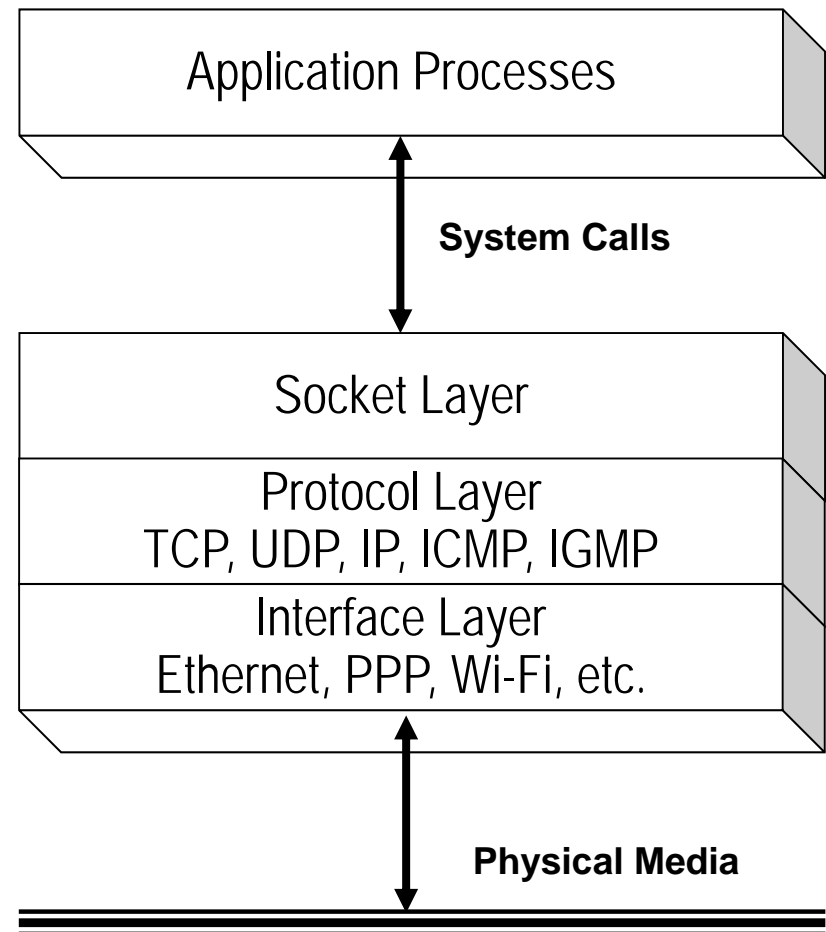 Application Processes
System Calls
Socket Layer
Protocol Layer
TCP, UDP, IP, ICMP, IGMP
Interface Layer
Ethernet, PPP, Wi-Fi, etc.
Physical Media